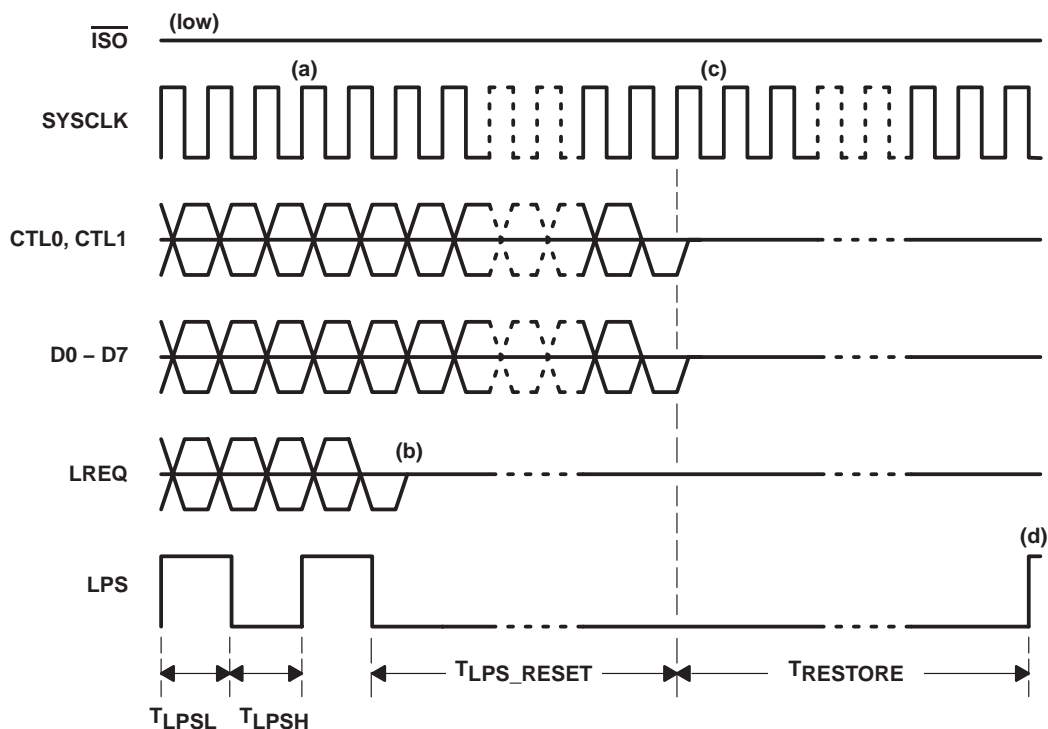 (low)
ISO
(a)
(c)
SYSCLK
CTL0, CTL1
D0 – D7
(b)
LREQ
(d)
LPS
TLPS_RESET
TRESTORE
TLPSL
TLPSH